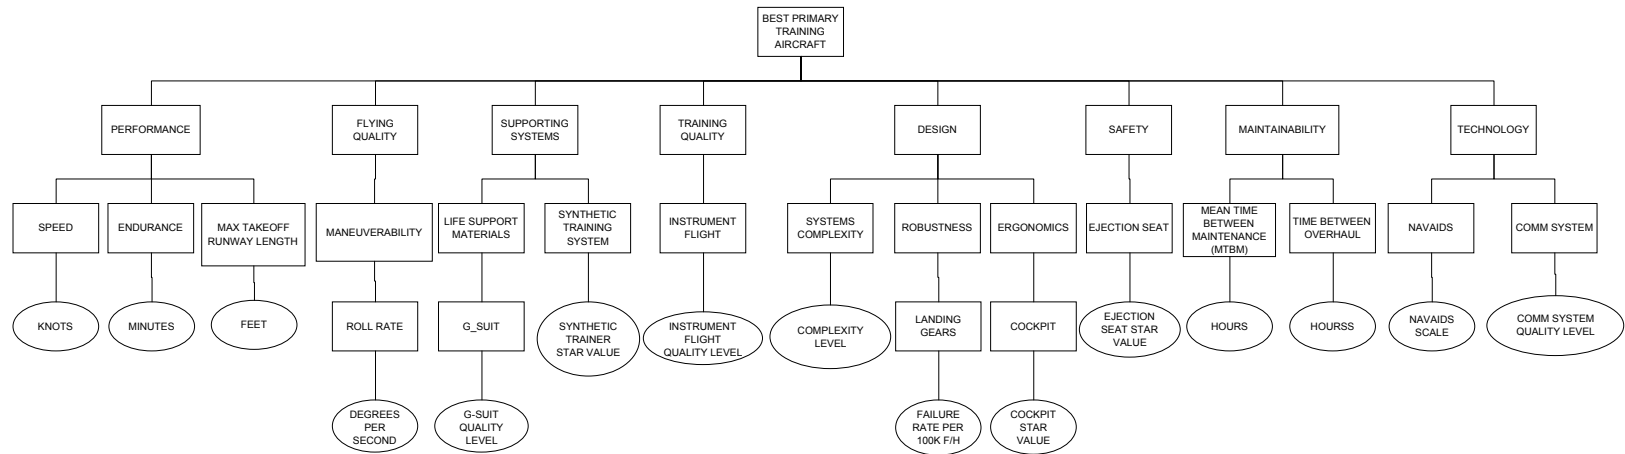 BEST PRIMARY
TRAINING
AIRCRAFT
PERFORMANCE
FLYING
QUALITY
SUPPORTING
SYSTEMS
TRAINING
QUALITY
DESIGN
SAFETY
MAINTAINABILITY
TECHNOLOGY
SPEED
ENDURANCE
MAX TAKEOFF
RUNWAY LENGTH
MANEUVERABILITY
LIFE SUPPORT
MATERIALS
SYNTHETIC
TRAINING
SYSTEM
INSTRUMENT
FLIGHT
SYSTEMS
COMPLEXITY
ROBUSTNESS
ERGONOMICS
EJECTION SEAT
MEAN TIME
BETWEEN
MAINTENANCE
(MTBM)
TIME BETWEEN
OVERHAUL
NAVAIDS
COMM SYSTEM
KNOTS
MINUTES
FEET
ROLL RATE
G_SUIT
SYNTHETIC
TRAINER
STAR VALUE
INSTRUMENT
FLIGHT
QUALITY LEVEL
COMPLEXITY
LEVEL
LANDING
GEARS
COCKPIT
EJECTION
SEAT STAR
VALUE
HOURS
HOURSS
NAVAIDS
SCALE
COMM SYSTEM
QUALITY LEVEL
DEGREES
PER
SECOND
G-SUIT
QUALITY
LEVEL
FAILURE
RATE PER
100K F/H
COCKPIT
STAR
VALUE